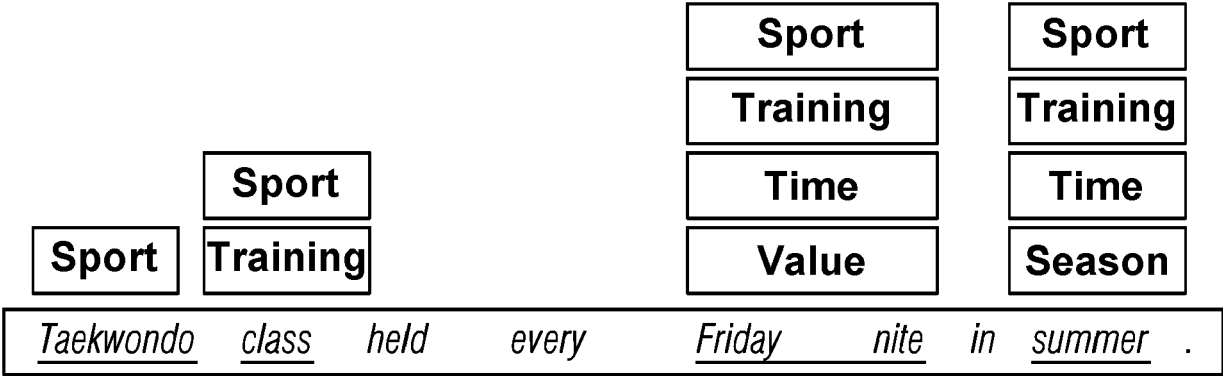 Sport Sport
Training Training
Sport Time Time
Sport Training Value Season
Taekwondo class held every Friday nite in summer .